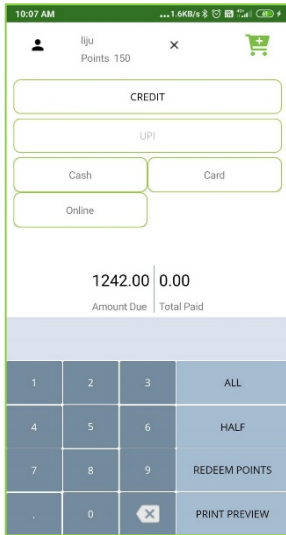 10:07 AM ...1.6KB/s
liju
Points 150
CREDIT
UPI
Cash Card
Online
1242.00 0.00
Amount Due Total Paid
1 2 3 ALL
4 5 6 HALF
7 8 9 REDEEM POINTS
. 0 PRINT PREVIEW